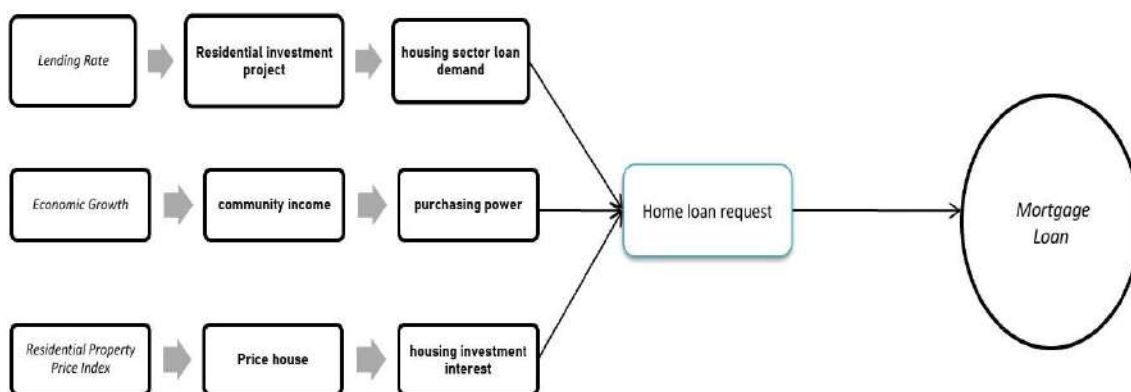 Lending Rate
Residential investment
project
housing sector loan
demand
Economic Growth
community income
purchasing power
Home loan request
Mortgage
Loan
Residential Property
Price Index
Price house
housing investment
interest